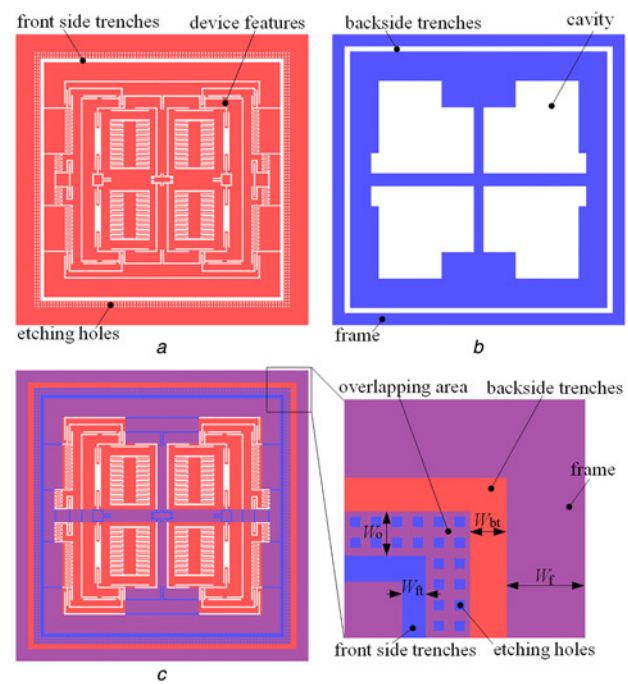 front side trenches
device features
backside trenches
cavity
etching holes
a
frame
b
overlapping area
backside trenches
frame
Wo
Wbt
Wf
Wft
front side trenches
etching holes
c